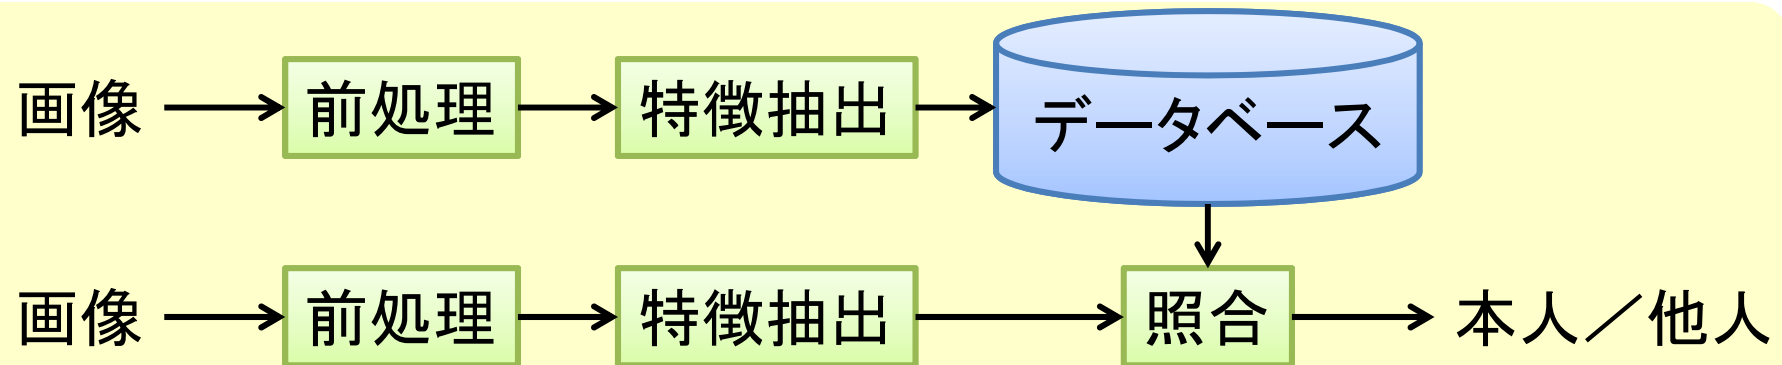 画像 前処理 特徴抽出 データベース
画像 前処理 特徴抽出 照合 本人／他人